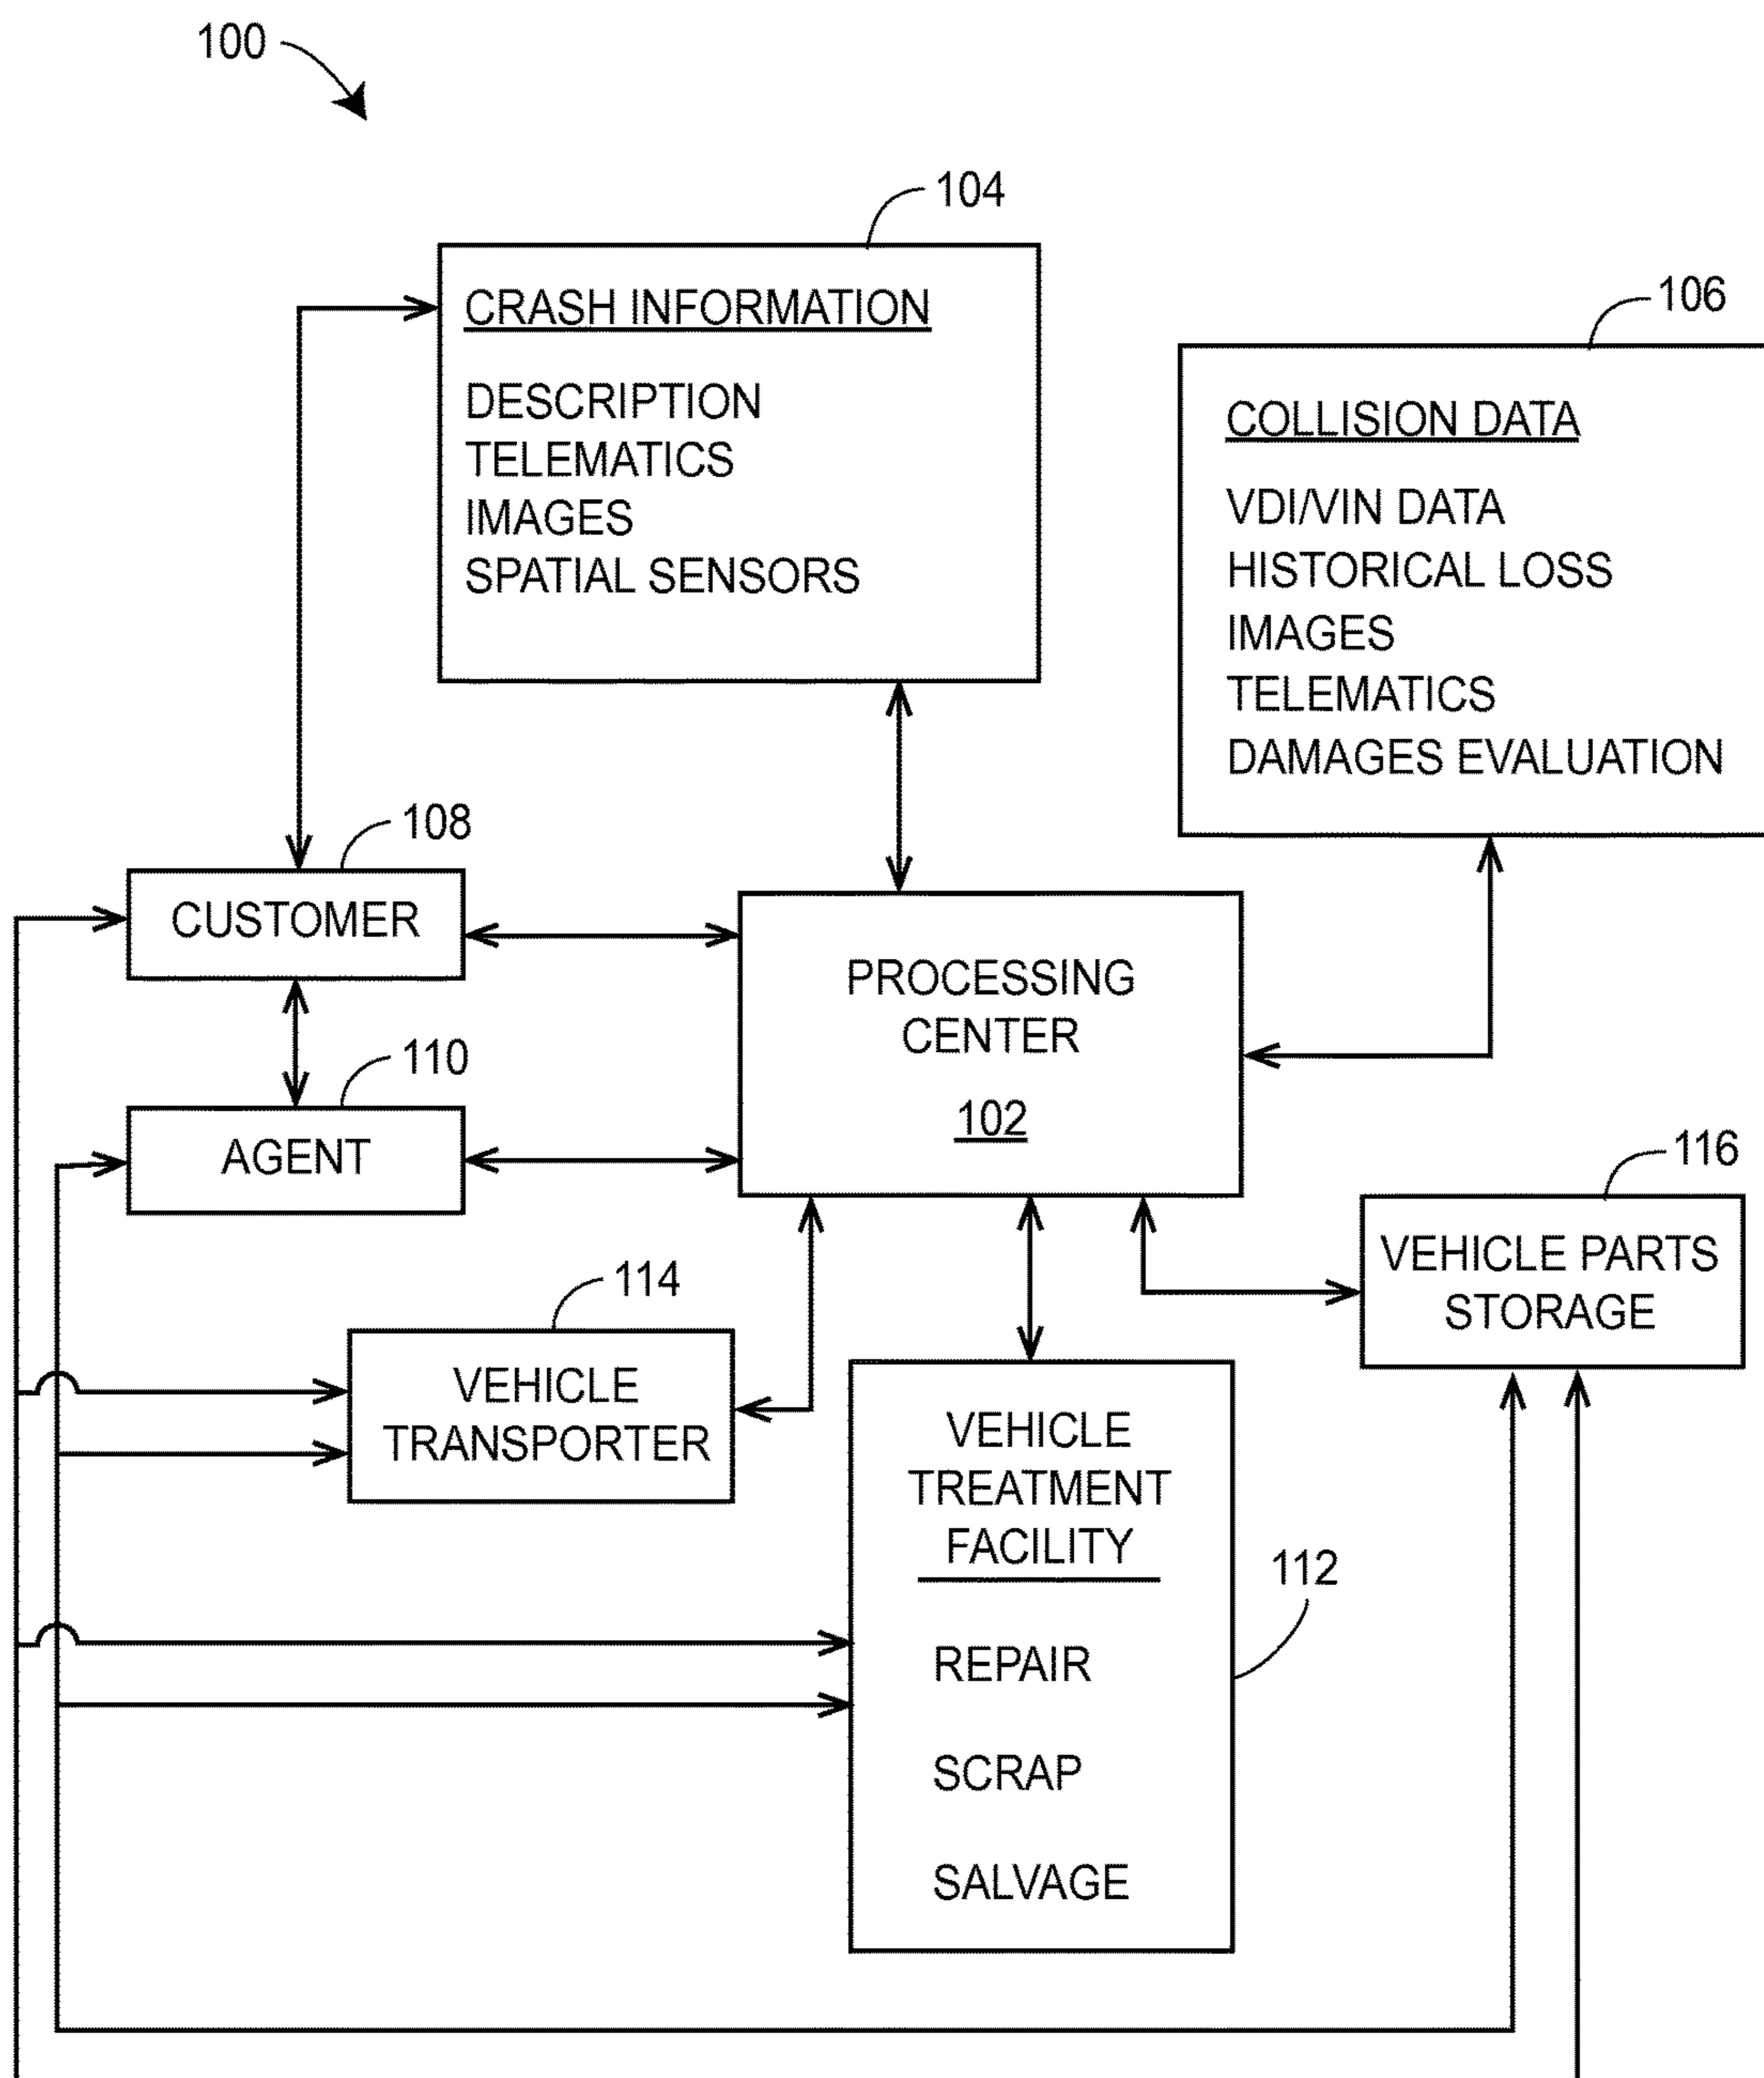 100
104
CRASH INFORMATION
DESCRIPTION
TELEMATICS
IMAGES
SPATIAL SENSORS
106
COLLISION DATA
VDI/VIN DATA
HISTORICAL LOSS
IMAGES
TELEMATICS
DAMAGES EVALUATION
108
CUSTOMER
PROCESSING
CENTER
102
110
AGENT
116
VEHICLE PARTS
STORAGE
114
VEHICLE
TRANSPORTER
VEHICLE
TREATMENT
FACILITY
112
REPAIR
SCRAP
SALVAGE